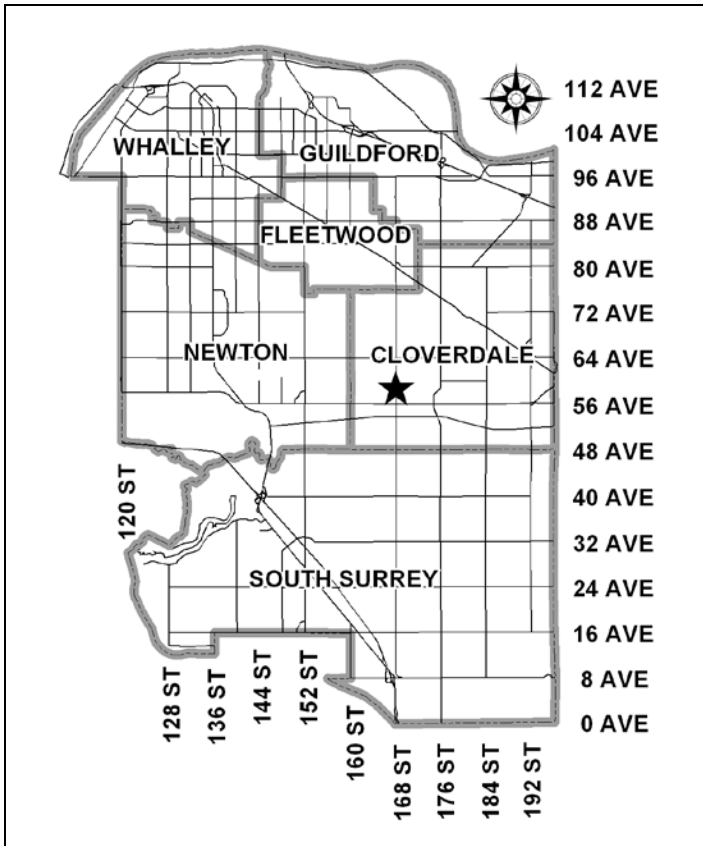 112 AVE
104 AVE
WHALLEY
GUILDFORD
96 AVE
88 AVE
FLEETWOOD
80 AVE
72 AVE
NEWTON
CLOVERDALE
64 AVE
56 AVE
48 AVE
120 ST
40 AVE
32 AVE
SOUTH SURREY
24 AVE
16 AVE
8 AVE
0 AVE
128 ST
136 ST
144 ST
152 ST
160 ST
168 ST
176 ST
184 ST
192 ST